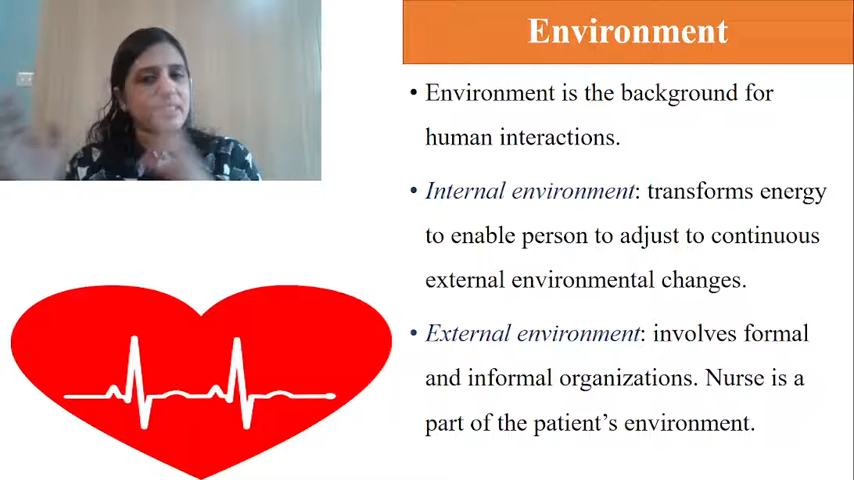 Environment
• Environment is the background for
human interactions.
• Internal environment: transforms energy
to enable person to adjust to continuous
external environmental changes.
• External environment: involves formal
and informal organizations. Nurse is a
part of the patient's environment.